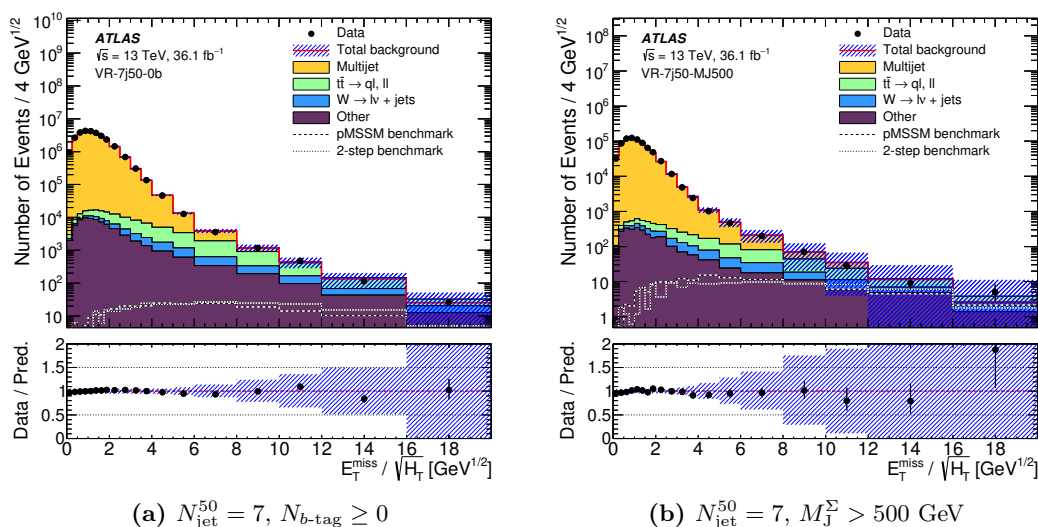 Number of Events / 4 GeV^{1/2}
10^{10}
10^{9}
10^{8}
10^{7}
10^{6}
10^{5}
10^{4}
10^{3}
10^{2}
10
ATLAS
√s = 13 TeV, 36.1 fb^{-1}
VR-7j50-0b
Data
Total background
Multijet
tt̄ → ql, ll
W → lν + jets
Other
pMSSM benchmark
2-step benchmark
Data / Pred.
2
1.5
1
0.5
0
0 2 4 6 8 10 12 14 16 18
E_T^{miss} / √H_T [GeV^{1/2}]
(a) N_{jet}^{50} = 7, N_{b-tag} ≥ 0
Number of Events / 4 GeV^{1/2}
10^{8}
10^{7}
10^{6}
10^{5}
10^{4}
10^{3}
10^{2}
10
1
ATLAS
√s = 13 TeV, 36.1 fb^{-1}
VR-7j50-MJ500
Data
Total background
Multijet
tt̄ → ql, ll
W → lν + jets
Other
pMSSM benchmark
2-step benchmark
Data / Pred.
2
1.5
1
0.5
0
0 2 4 6 8 10 12 14 16 18
E_T^{miss} / √H_T [GeV^{1/2}]
(b) N_{jet}^{50} = 7, M_J^Σ > 500 GeV